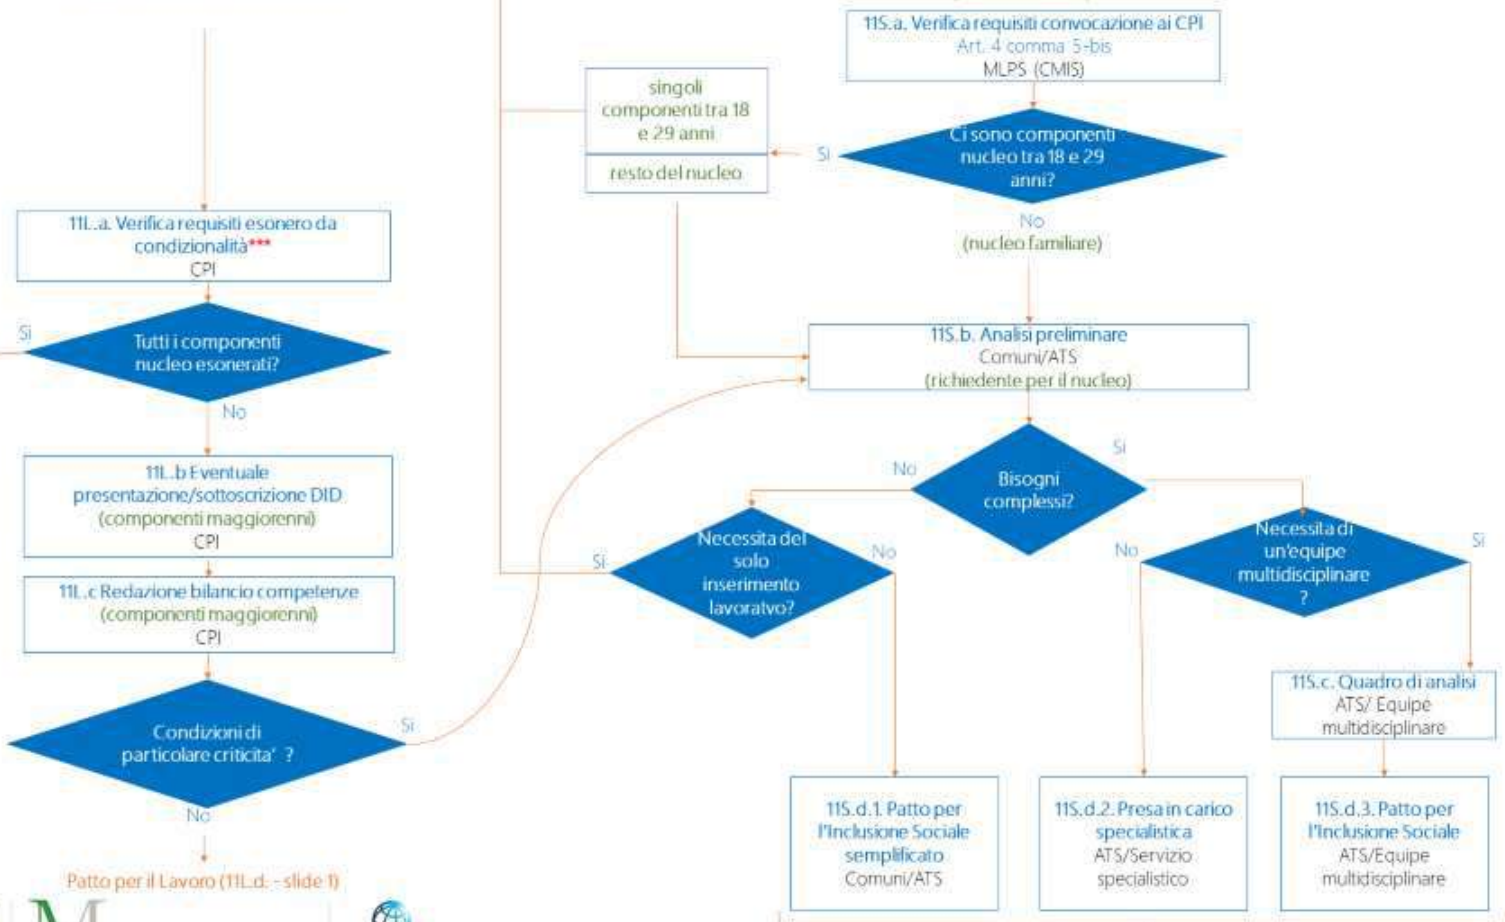 11S.a. Verifica requisiti convocazione ai CPI
Art. 4 comma 5-bis
MLPS (CMIS)
singoli
componenti tra 18
e 29 anni
resto del nucleo
Si
Ci sono componenti
nucleo tra 18 e 29
anni?
No
(nucleo familiare)
11L.a. Verifica requisiti esonero da
condizionalità***
CPI
Si
Tutti i componenti
nucleo esonerati?
No
11S.b. Analisi preliminare
Comuni/ATS
(richiedente per il nucleo)
11L.b Eventuale
presentazione/sottoscrizione DID
(componenti maggiorenni)
CPI
11L.c Redazione bilancio competenze
(componenti maggiorenni)
CPI
Condizioni di
particolare criticita' ?
Si
No
Patto per il Lavoro (11L.d. - slide 1)
Bisogni
complessi?
No
Si
Necessita del
solo
inserimento
lavoratvo?
Si
No
Necessita di
un'equipe
multidisciplinare
?
No
Si
11S.c. Quadro di analisi
ATS/ Equipe
multidisciplinare
11S.d.1. Patto per
l'Inclusione Sociale
semplificato
Comuni/ATS
11S.d.2. Presa in carico
specialistica
ATS/Servizio
specialistico
11S.d.3. Patto per
l'Inclusione Sociale
ATS/Equipe
multidisciplinare